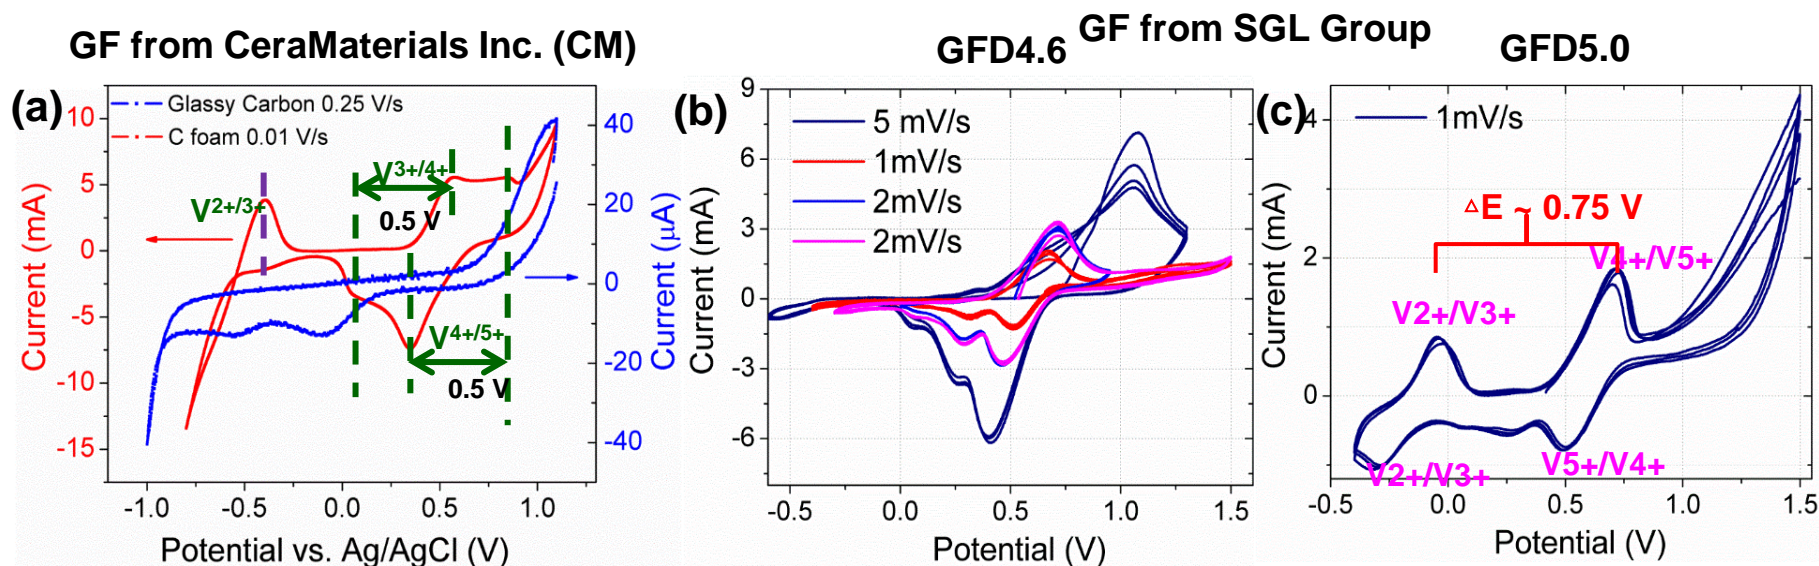 GF from CeraMaterials Inc. (CM)
GF from SGL Group
GFD4.6
GFD5.0
(a)
Glassy Carbon 0.25 V/s
C foam 0.01 V/s
V2+/3+
V3+/4+
0.5 V
V4+/5+
0.5 V
10
5
0
-5
-10
-15
Current (mA)
40
20
0
-20
-40
Current (μA)
-1.0
-0.5
0.0
0.5
1.0
Potential vs. Ag/AgCl (V)
(b)
5 mV/s
1mV/s
2mV/s
2mV/s
9
6
3
0
-3
-6
Current (mA)
-0.5
0.0
0.5
1.0
1.5
Potential (V)
(c)
1mV/s
△E ~ 0.75 V
V4+/V5+
V2+/V3+
V2+/V3+
V5+/V4+
4
2
0
Current (mA)
-0.5
0.0
0.5
1.0
1.5
Potential (V)